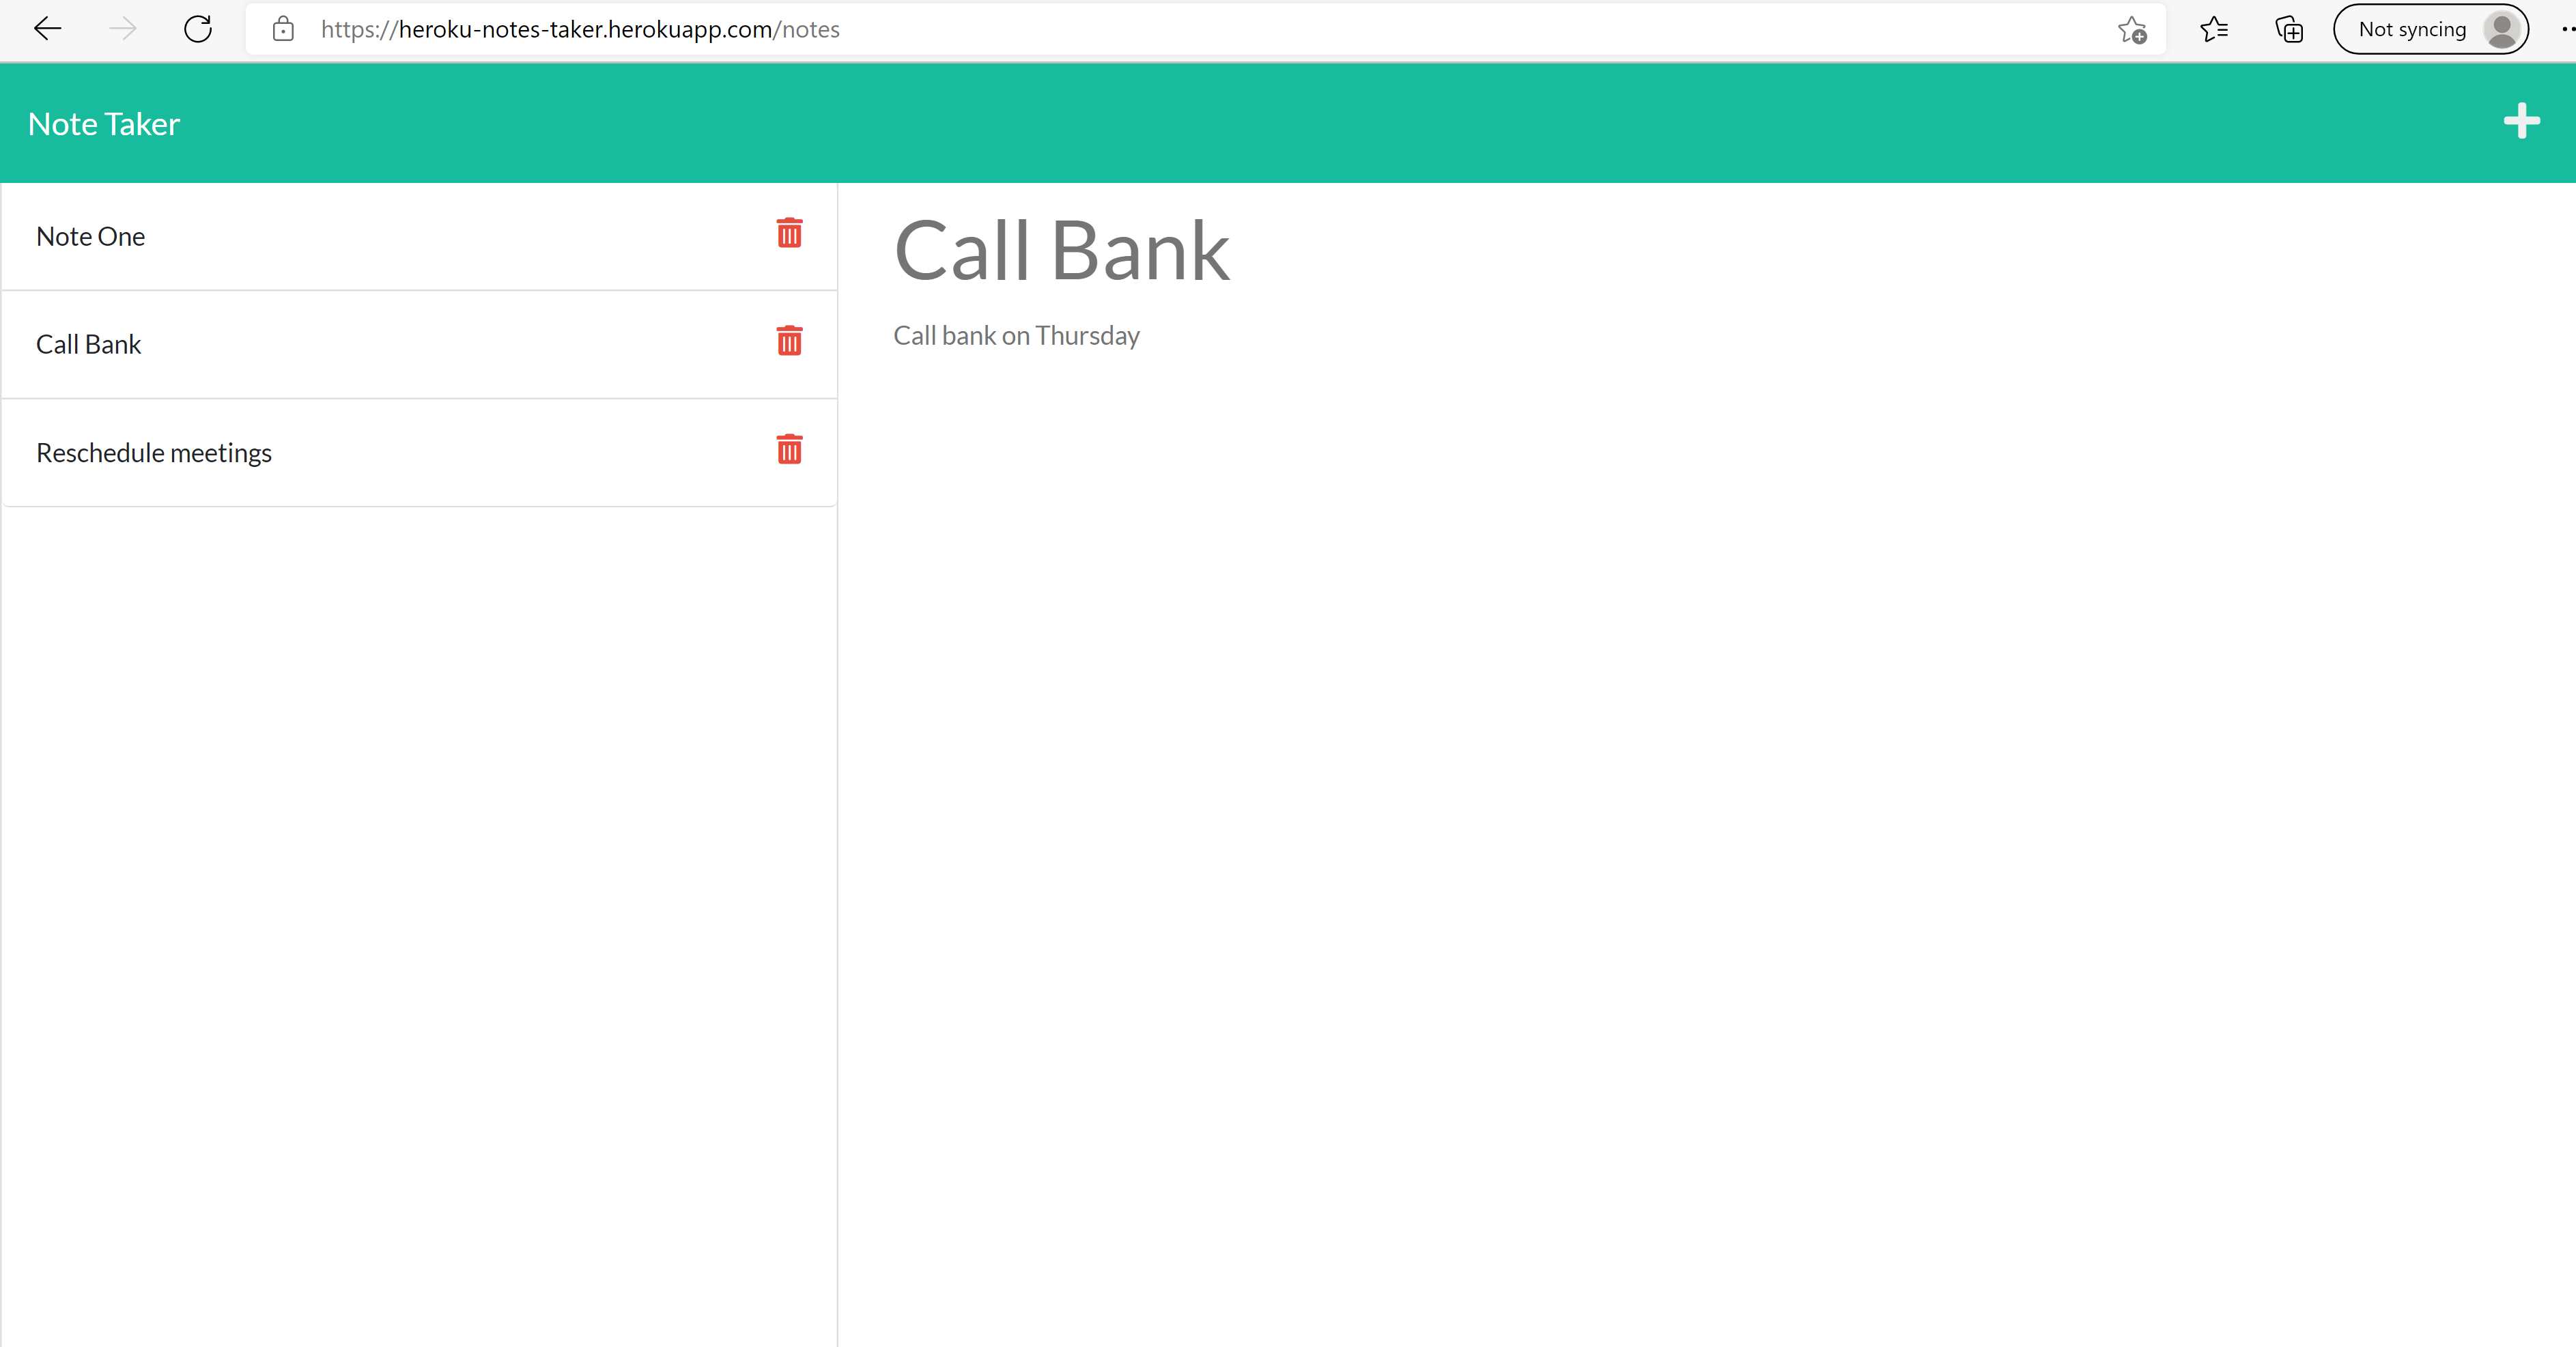 https://heroku-notes-taker.herokuapp.com/notes
Not syncing
Note Taker
Note One
Call Bank
Reschedule meetings
Call Bank
Call bank on Thursday